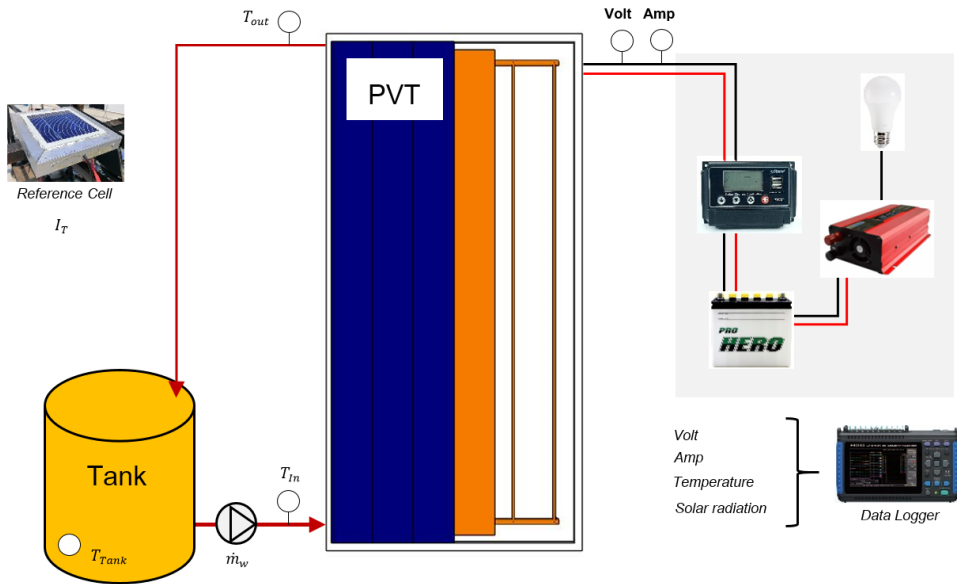 T_out
Volt
Amp
PVT
Reference Cell
I_T
PRO
HERO
Tank
T_In
T_Tank
ṁ_w
Volt
Amp
Temperature
Solar radiation
Data Logger